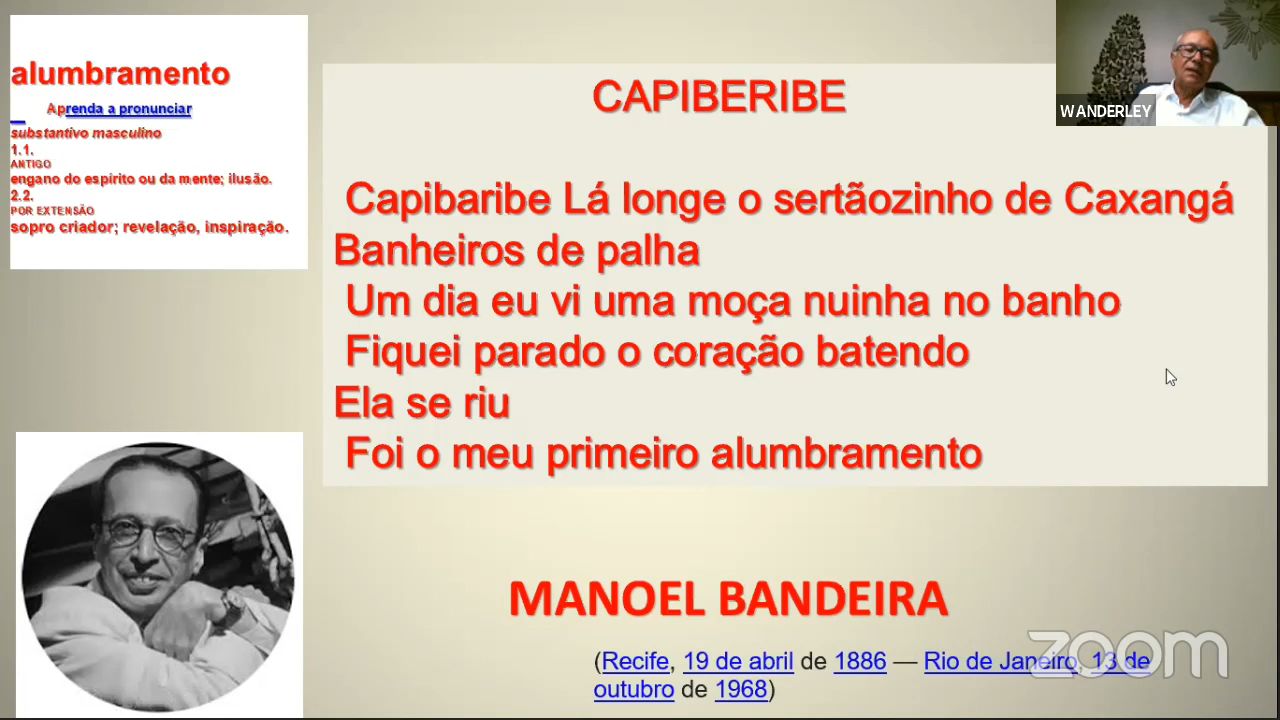 alumbramento
Aprenda a pronunciar
substantivo masculino
1.1.
ANTIGO
engano do espírito ou da mente; ilusão.
2.2.
POR EXTENSÃO
sopro criador; revelação, inspiração.
CAPIBERIBE
Capibaribe Lá longe o sertãozinho de Caxangá
Banheiros de palha
Um dia eu vi uma moça nuinha no banho
Fiquei parado o coração batendo
Ela se riu
Foi o meu primeiro alumbramento
WANDERLEY
MANOEL BANDEIRA
(Recife, 19 de abril de 1886 — Rio de Janeiro, 13 de
outubro de 1968)
zoom